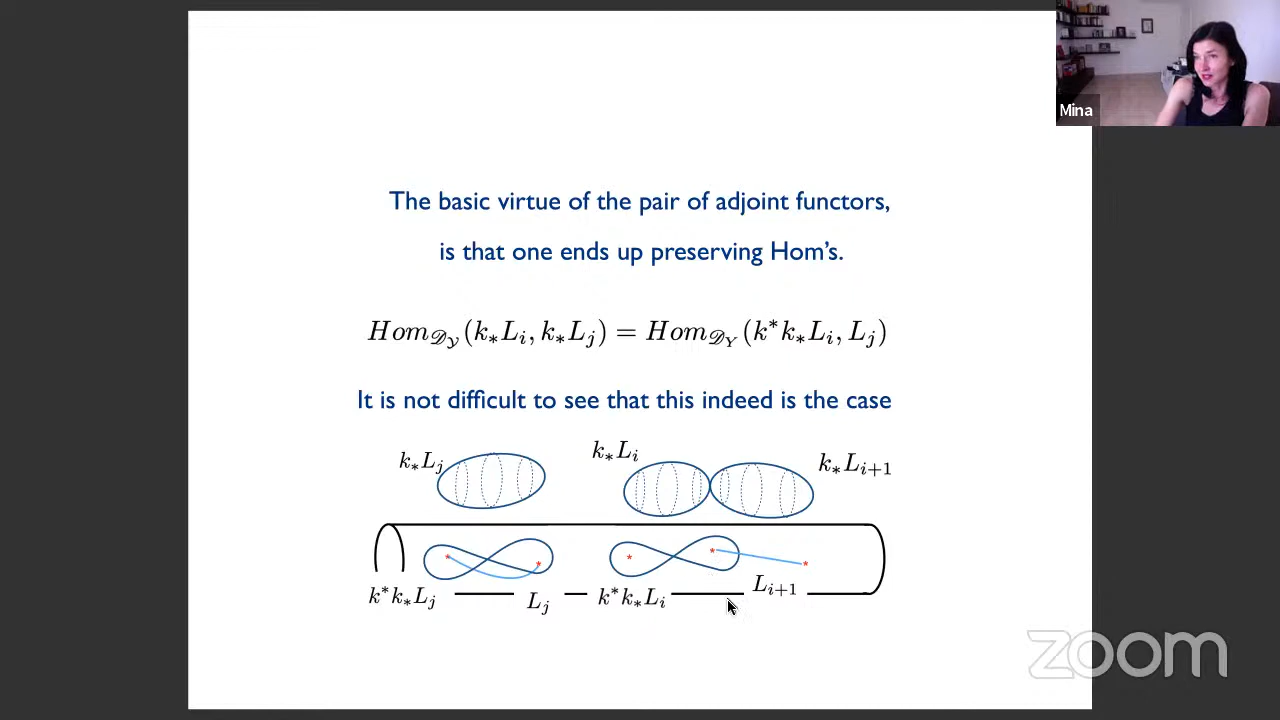 Mina
The basic virtue of the pair of adjoint functors,
is that one ends up preserving Hom's.
$Hom_{\mathscr{D}_{\mathcal{Y}}}(k_*L_i, k_*L_j) = Hom_{\mathscr{D}_Y}(k^*k_*L_i, L_j)$
It is not difficult to see that this indeed is the case
$k_*L_j$ $k_*L_i$ $k_*L_{i+1}$
$k^*k_*L_j$ $L_j$ $k^*k_*L_i$ $L_{i+1}$
zoom